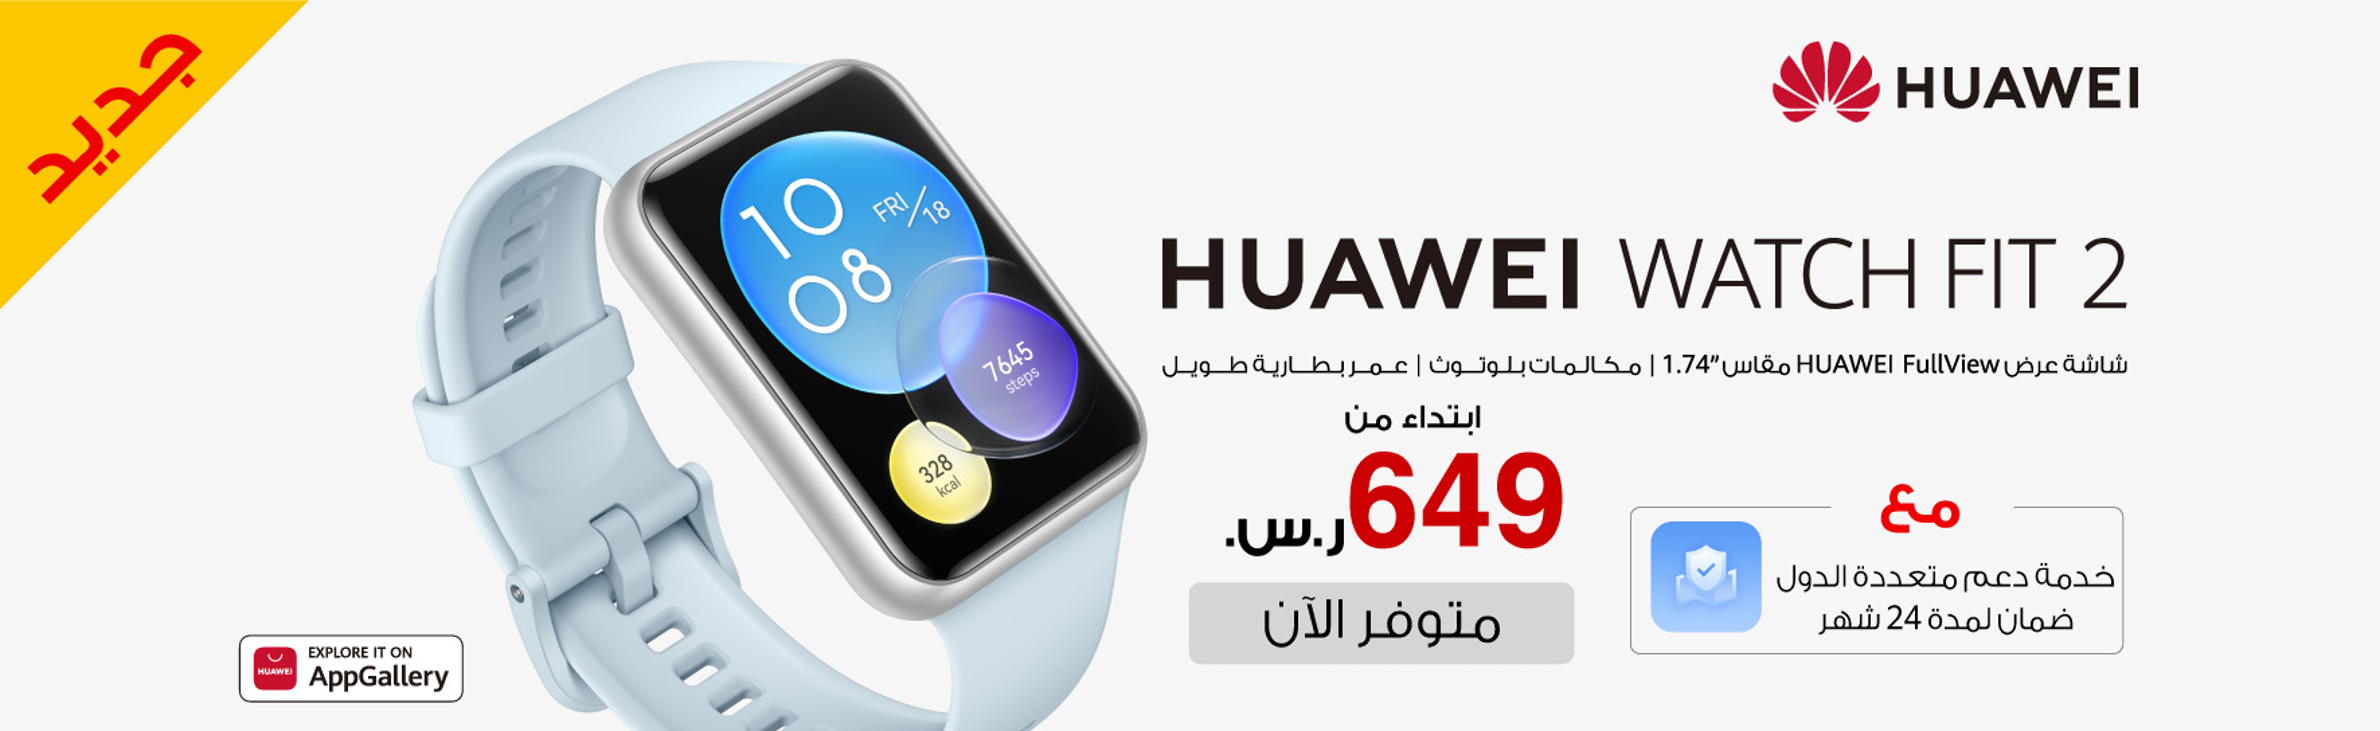 جديد
HUAWEI
10
08
FRI/18
7645
steps
328
kcal
HUAWEI WATCH FIT 2
شاشة عرض HUAWEI FullView مقاس "1.74 | مكالمات بلوتوث | عمر بطارية طويل
ابتداء من
649 ر.س.
متوفر الآن
مع
خدمة دعم متعددة الدول
ضمان لمدة 24 شهر
EXPLORE IT ON
HUAWEI
AppGallery